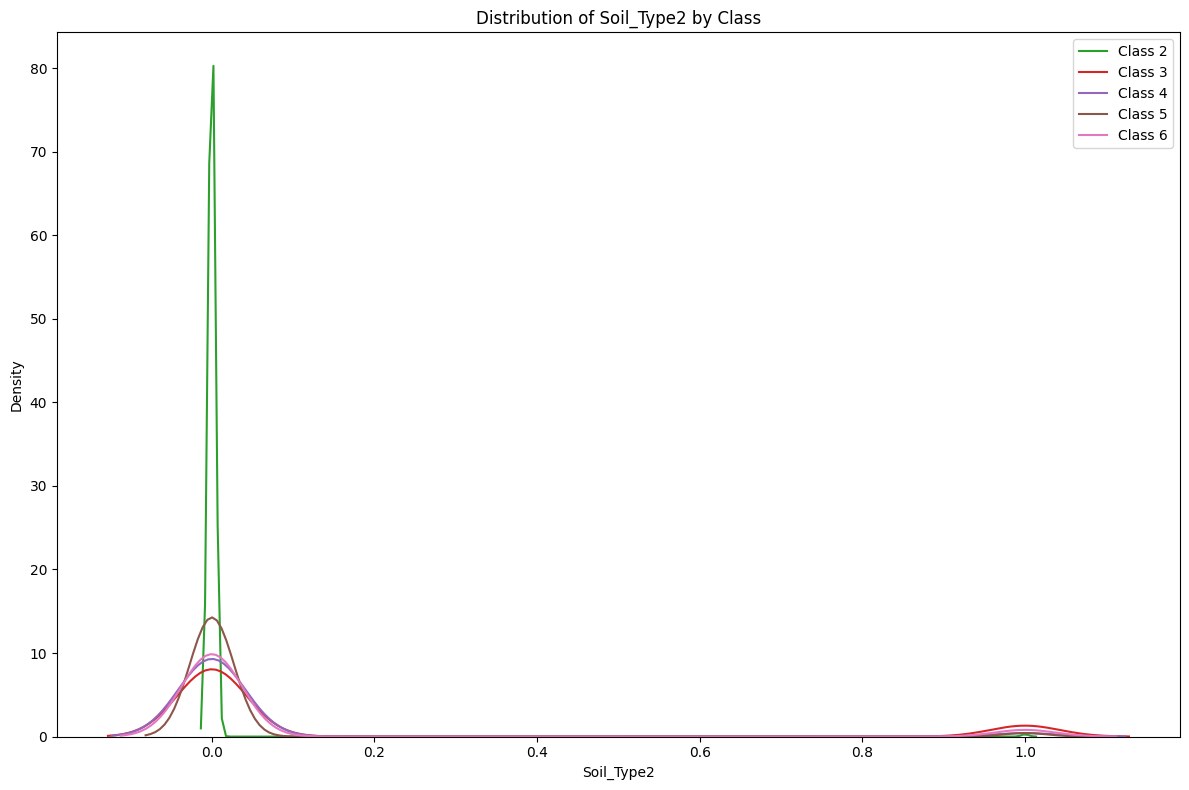 Distribution of Soil_Type2 by Class
Class 2
Class 3
Class 4
Class 5
Class 6
Density
80
70
60
50
40
30
20
10
0
0.0 0.2 0.4 0.6 0.8 1.0
Soil_Type2